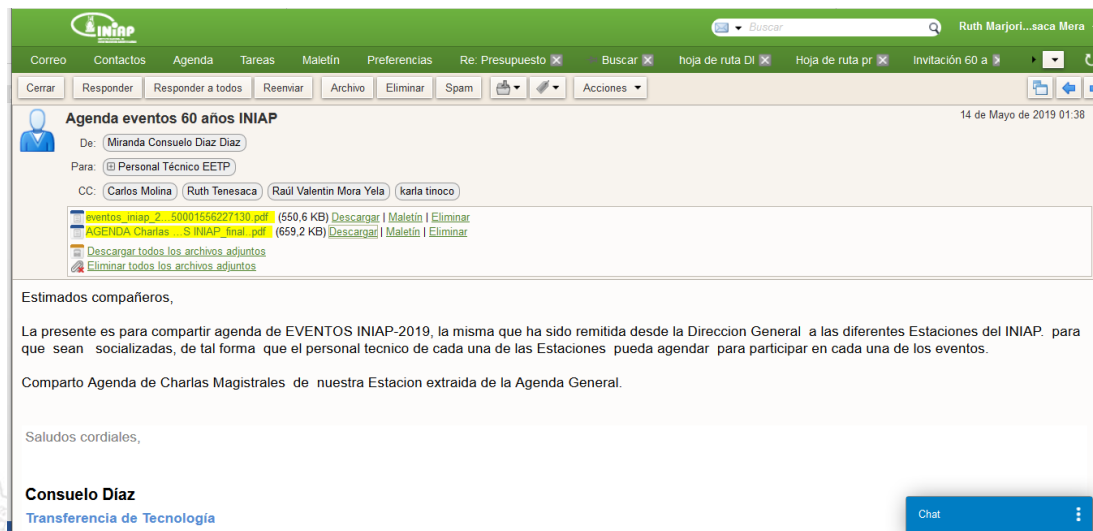 INIAP
Buscar
Ruth Marjori...saca Mera
Correo Contactos Agenda Tareas Maletín Preferencias Re: Presupuesto Buscar hoja de ruta DI Hoja de ruta pr Invitación 60 a
Cerrar Responder Responder a todos Reenviar Archivo Eliminar Spam Acciones
Agenda eventos 60 años INIAP
14 de Mayo de 2019 01:38
De: Miranda Consuelo Diaz Diaz
Para: Personal Técnico EETP
CC: Carlos Molina Ruth Tenesaca Raúl Valentin Mora Yela karla tinoco
eventos_iniap_2...50001556227130.pdf (550,6 KB) Descargar | Maletín | Eliminar
AGENDA Charlas ...S INIAP_final..pdf (659,2 KB) Descargar | Maletín | Eliminar
Descargar todos los archivos adjuntos
Eliminar todos los archivos adjuntos
Estimados compañeros,
La presente es para compartir agenda de EVENTOS INIAP-2019, la misma que ha sido remitida desde la Direccion General a las diferentes Estaciones del INIAP. para
que sean socializadas, de tal forma que el personal tecnico de cada una de las Estaciones pueda agendar para participar en cada una de los eventos.
Comparto Agenda de Charlas Magistrales de nuestra Estacion extraida de la Agenda General.
Saludos cordiales,
Consuelo Díaz
Transferencia de Tecnología
Chat